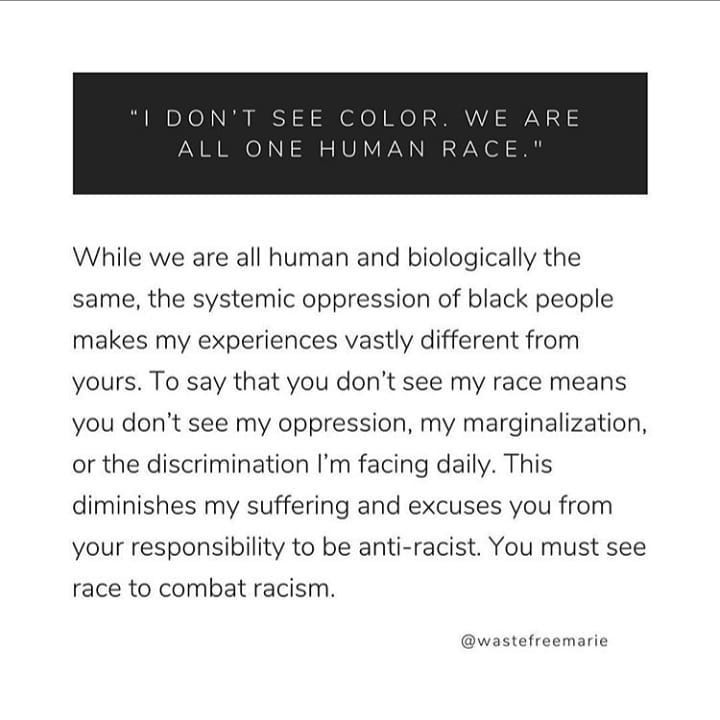 "I DON'T SEE COLOR. WE ARE
ALL ONE HUMAN RACE."
While we are all human and biologically the
same, the systemic oppression of black people
makes my experiences vastly different from
yours. To say that you don't see my race means
you don't see my oppression, my marginalization,
or the discrimination I'm facing daily. This
diminishes my suffering and excuses you from
your responsibility to be anti-racist. You must see
race to combat racism.
@wastefreemarie